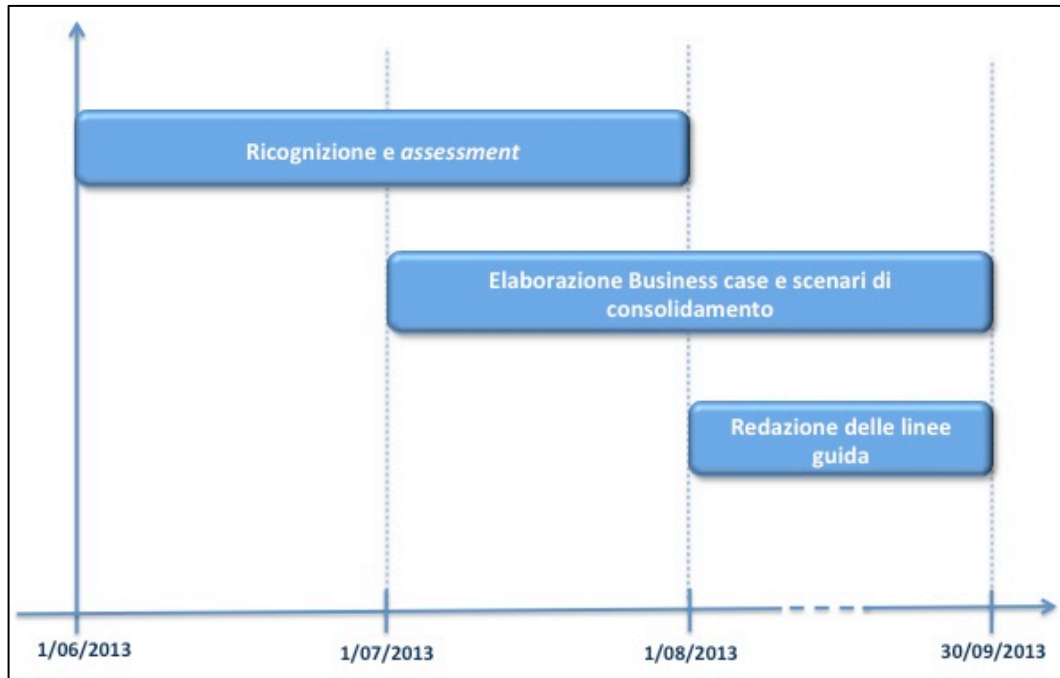 Ricognizione e assessment
Elaborazione Business case e scenari di
consolidamento
Redazione delle linee
guida
1/06/2013
1/07/2013
1/08/2013
30/09/2013